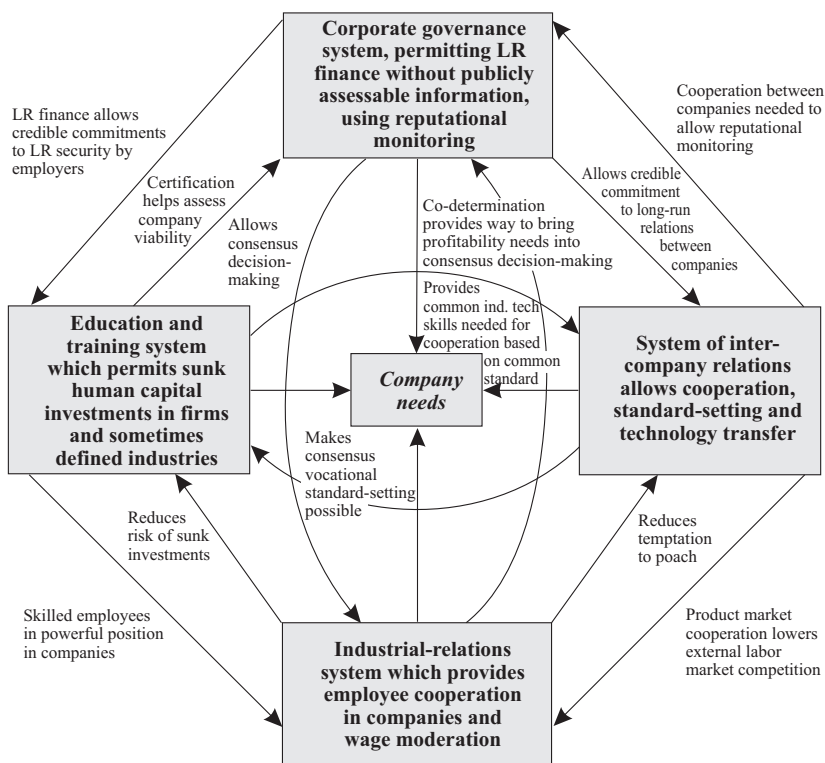 Corporate governance
system, permitting LR
finance without publicly
assessable information,
using reputational
monitoring
LR finance allows
credible commitments
to LR security by
employers
Cooperation between
companies needed to
allow reputational
monitoring
Certification
helps assess
company
viability
Allows
consensus
decision-
making
Co-determination
provides way to bring
profitability needs into
consensus decision-making
Allows credible
commitment
to long-run
relations
between
companies
Provides
common ind. tech
skills needed for
cooperation based
on common
standard
Education and
training system
which permits sunk
human capital
investments in firms
and sometimes
defined industries
Company
needs
System of inter-
company relations
allows cooperation,
standard-setting and
technology transfer
Makes
consensus
vocational
standard-setting
possible
Reduces
risk of sunk
investments
Reduces
temptation
to poach
Skilled employees
in powerful position
in companies
Product market
cooperation lowers
external labor
market competition
Industrial-relations
system which provides
employee cooperation
in companies and
wage moderation